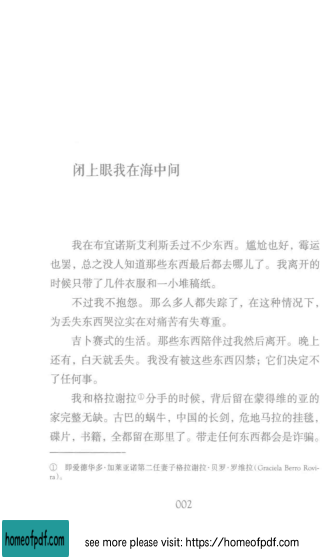 闭上眼我在海中间
我在布宜诺斯艾利斯丢过不少东西。尴尬也好，霉运
也罢，总之没人知道那些东西最后都去哪儿了。我离开的
时候只带了几件衣服和一小堆稿纸。
不过我不抱怨。那么多人都失踪了，在这种情况下，
为丢失东西哭泣实在对痛苦有失尊重。
吉卜赛式的生活。那些东西陪伴过我然后离开。晚上
还有，白天就丢失。我没有被这些东西囚禁；它们决定不
了任何事。
我和格拉谢拉①分手的时候，背后留在蒙得维的亚的
家完整无缺。古巴的蜗牛，中国的长剑，危地马拉的挂毯，
碟片，书籍，全都留在那里了。带走任何东西都会是诈骗。
① 即爱德华多·加莱亚诺第二任妻子格拉谢拉·贝罗·罗维拉（Graciela Berro Rovi-
ra）。
002
homeofpdf.com
see more please visit: https://homeofpdf.com